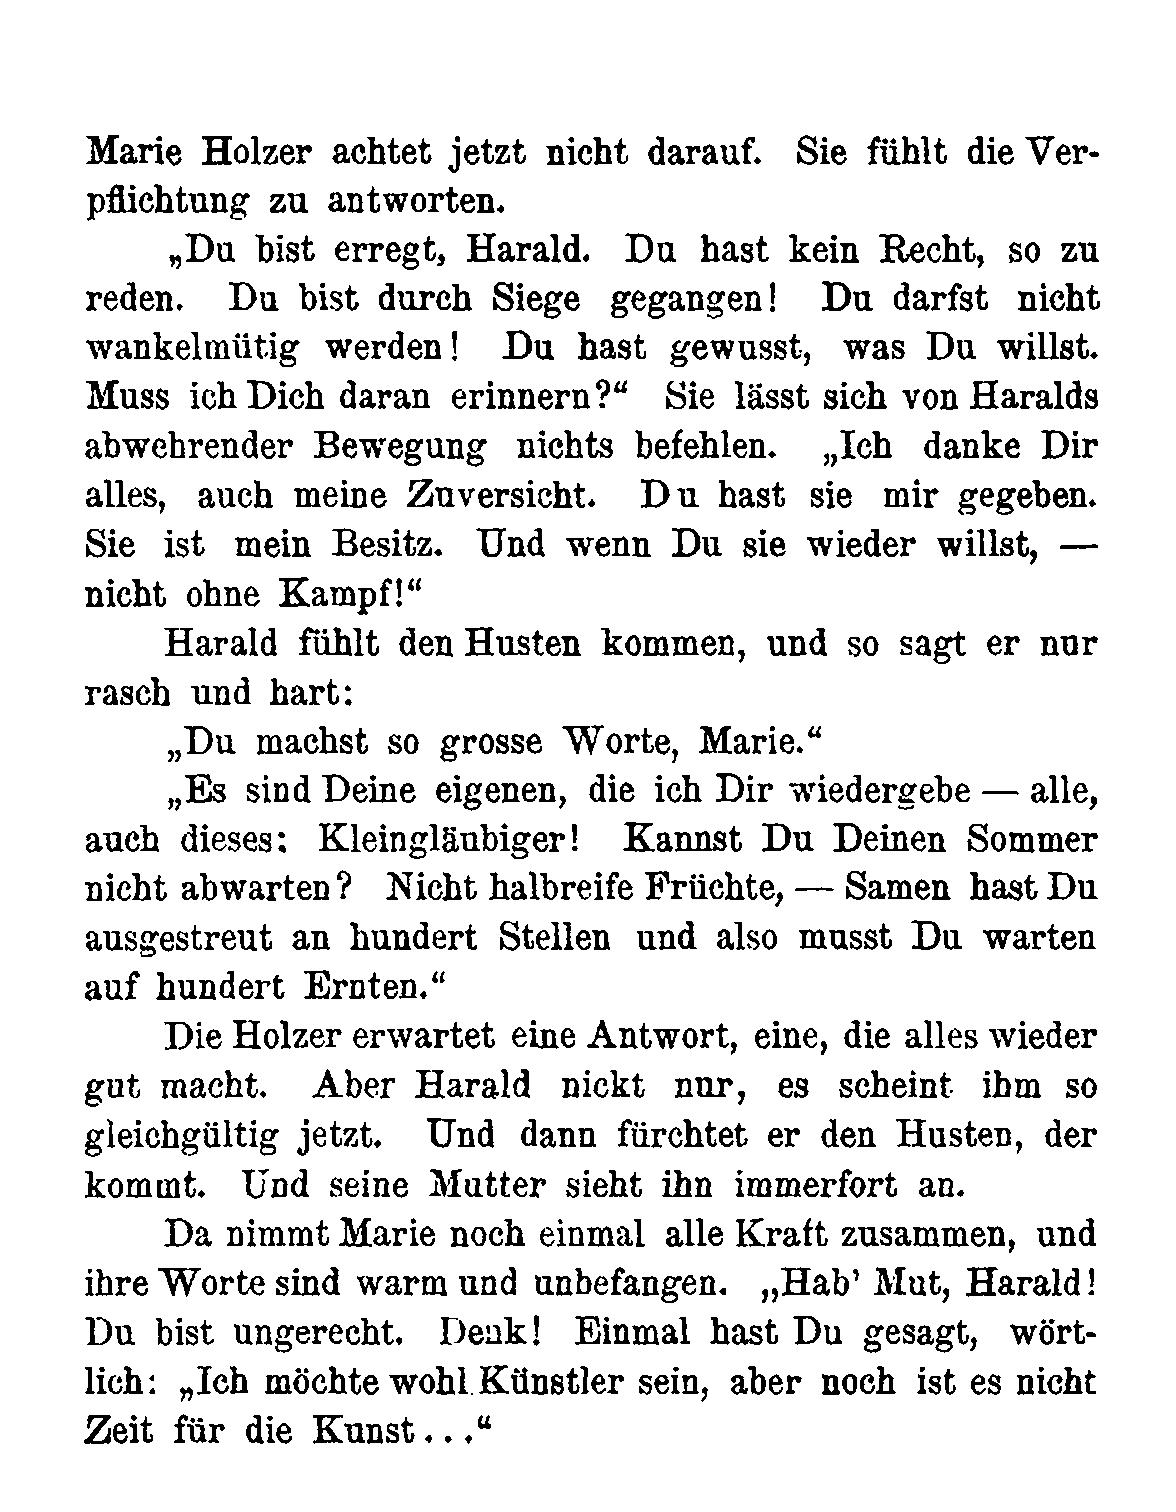 Marie Holzer achtet jetzt nicht darauf. Sie fühlt die Ver-
pflichtung zu antworten.
„Du bist erregt, Harald. Du hast kein Recht, so zu
reden. Du bist durch Siege gegangen! Du darfst nicht
wankelmütig werden! Du hast gewusst, was Du willst.
Muss ich Dich daran erinnern?“ Sie lässt sich von Haralds
abwehrender Bewegung nichts befehlen. „Ich danke Dir
alles, auch meine Zuversicht. Du hast sie mir gegeben.
Sie ist mein Besitz. Und wenn Du sie wieder willst, —
nicht ohne Kampf!“
Harald fühlt den Husten kommen, und so sagt er nur
rasch und hart:
„Du machst so grosse Worte, Marie.“
„Es sind Deine eigenen, die ich Dir wiedergebe — alle,
auch dieses: Kleingläubiger! Kannst Du Deinen Sommer
nicht abwarten? Nicht halbreife Früchte, — Samen hast Du
ausgestreut an hundert Stellen und also musst Du warten
auf hundert Ernten.“
Die Holzer erwartet eine Antwort, eine, die alles wieder
gut macht. Aber Harald nickt nur, es scheint ihm so
gleichgültig jetzt. Und dann fürchtet er den Husten, der
kommt. Und seine Mutter sieht ihn immerfort an.
Da nimmt Marie noch einmal alle Kraft zusammen, und
ihre Worte sind warm und unbefangen. „Hab’ Mut, Harald!
Du bist ungerecht. Denk! Einmal hast Du gesagt, wört-
lich: „Ich möchte wohl Künstler sein, aber noch ist es nicht
Zeit für die Kunst...“